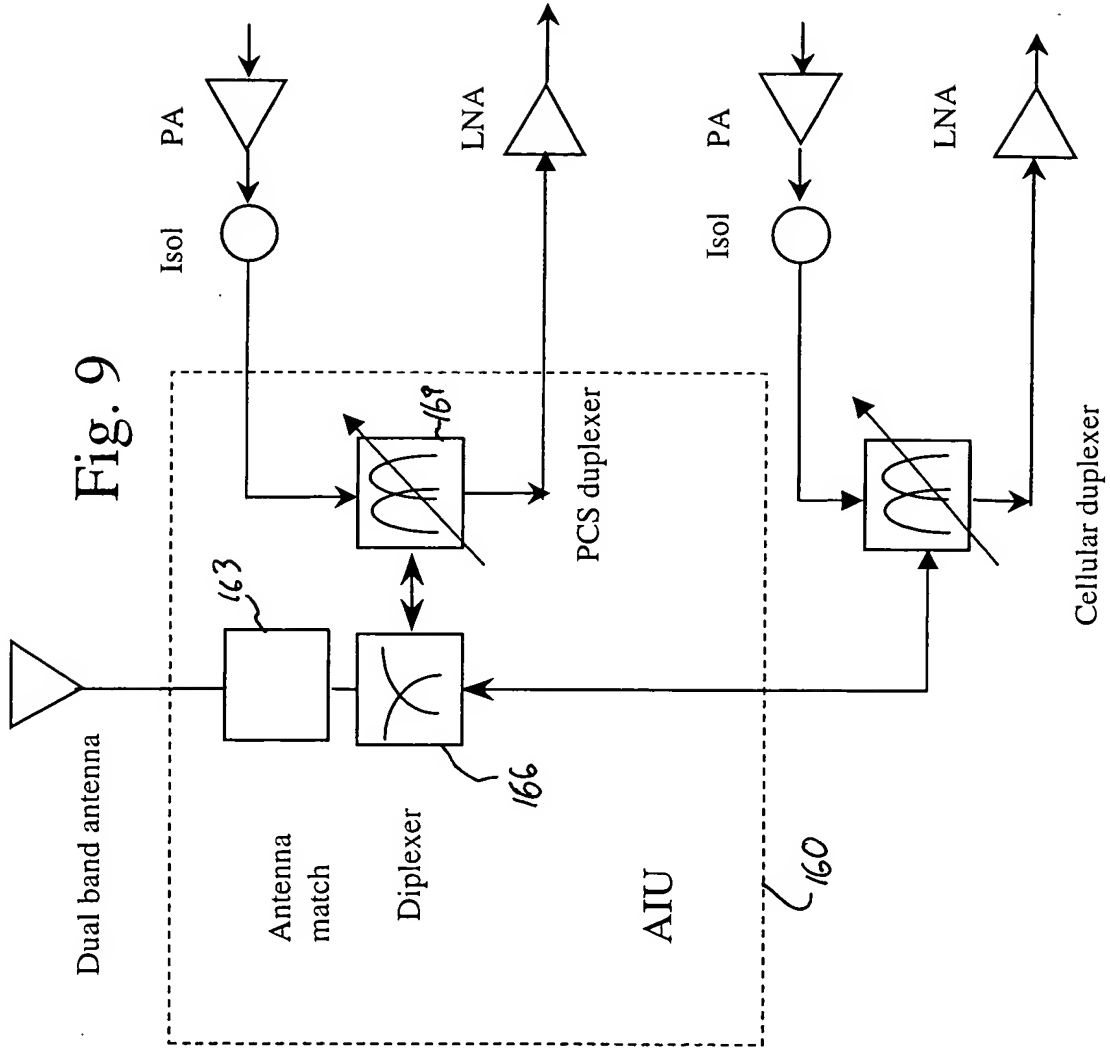 Fig. 9
Dual band antenna
Antenna
match
163
Diplexer
166
169
PCS duplexer
Isol
PA
LNA
AIU
160
Isol
PA
LNA
Cellular duplexer